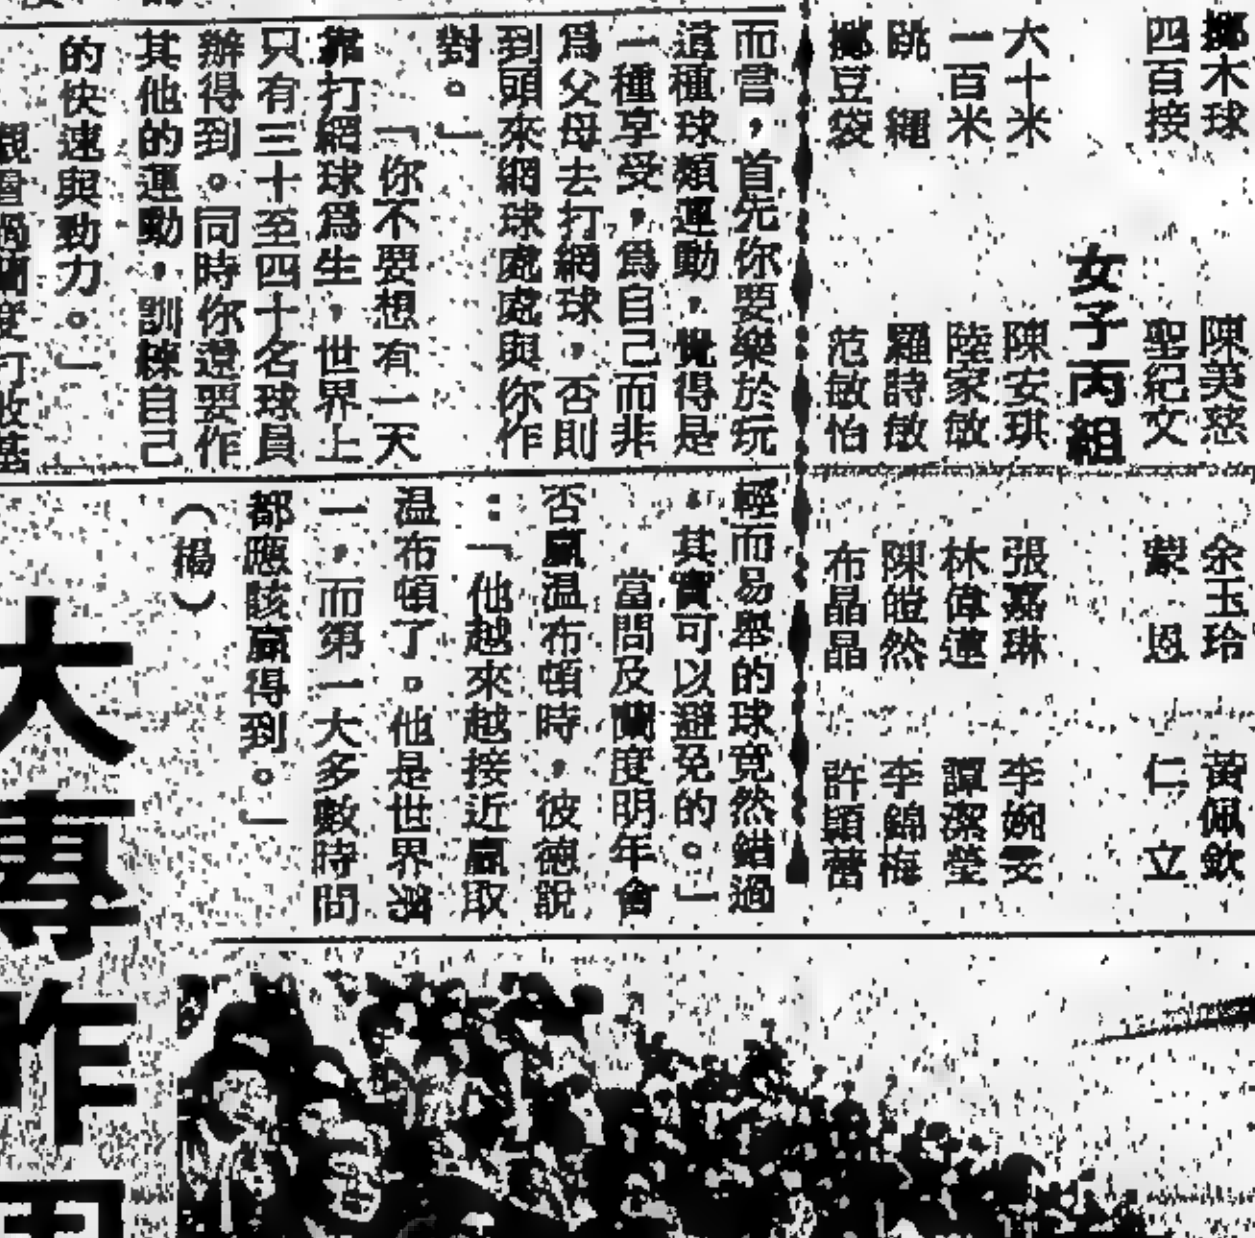 擲木球 陳美慈 余玉玲 黃佩欽
四百接 聖紀文 蒙恩 仁立
女子丙組
六十米 陳安琪 張嘉琳 李婉雯
一百米 陸家敏 林偉蓮 譚潔瑩
跳繩 羅詩敏 陳皚然 李錦梅
擲豆袋 范敏怡 布晶晶 許穎蕾
而言，首先你要樂於玩
這種球類運動，覺得是
一種享受，爲自己而非
爲父母去打網球，否則
到頭來網球處處與你作
對。」
「你不要想有一天
靠打網球爲生，世界上
只有三十至四十名球員
辦得到。同時你還要作
其他的運動，訓練自己
的快速與動力。」
輕而易舉的球竟然錯過
，其實可以避免的。」
當問及蘭度明年會
否贏温布頓時，彼德說
：「他越來越接近贏取
温布頓了。他是世界第
一，而第一大多數時間
都應該贏得到。」
（楊）
大專昨